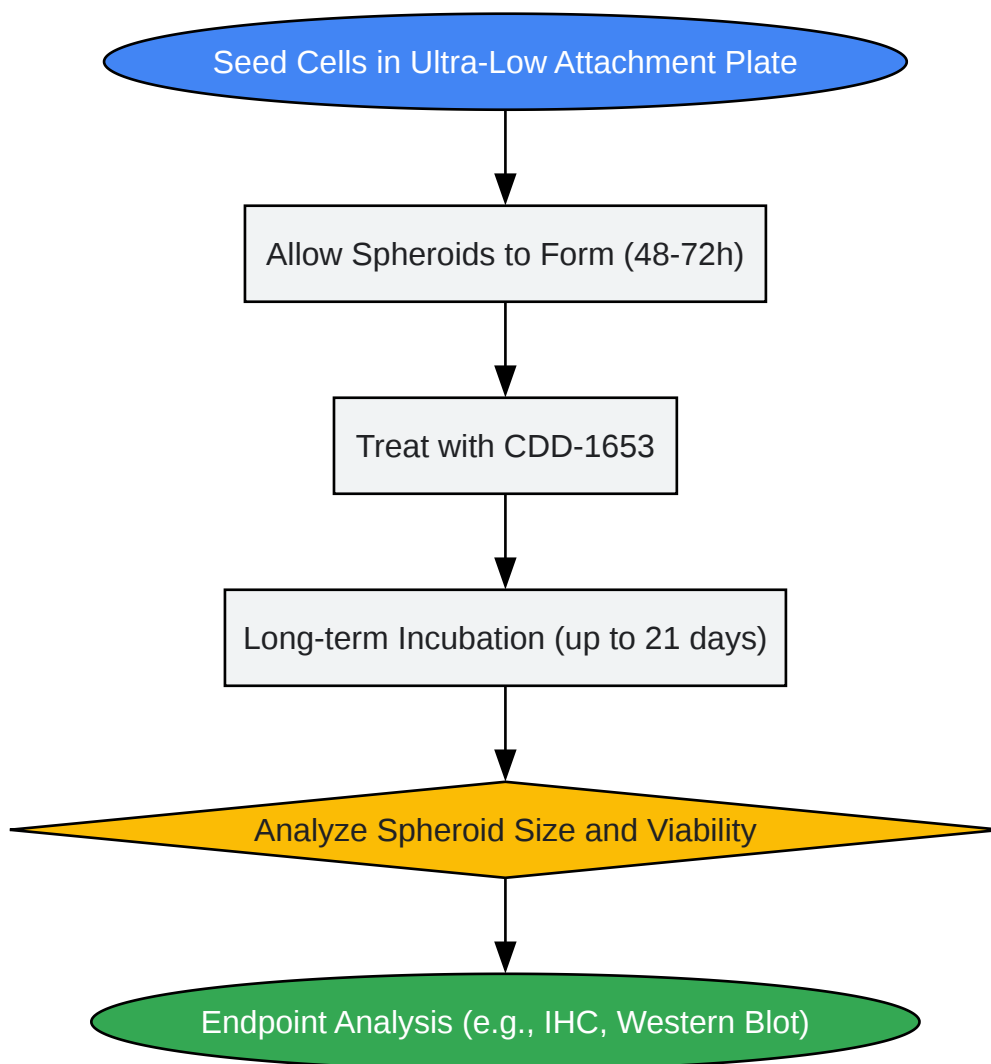 Seed Cells in Ultra-Low Attachment Plate
Allow Spheroids to Form (48-72h)
Treat with CDD-1653
Long-term Incubation (up to 21 days)
Analyze Spheroid Size and Viability
Endpoint Analysis (e.g., IHC, Western Blot)